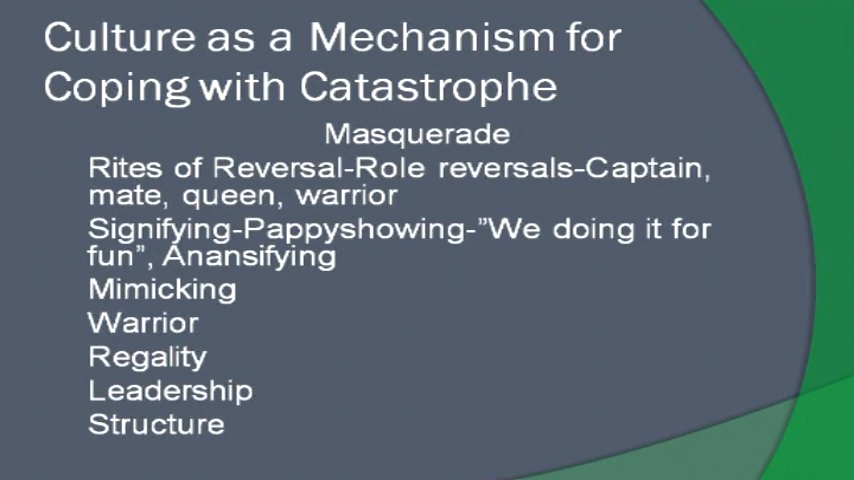 Culture as a Mechanism for
Coping with Catastrophe
Masquerade
Rites of Reversal-Role reversals-Captain,
mate, queen, warrior
Signifying-Pappyshowing-”We doing it for
fun”, Anansifying
Mimicking
Warrior
Regality
Leadership
Structure